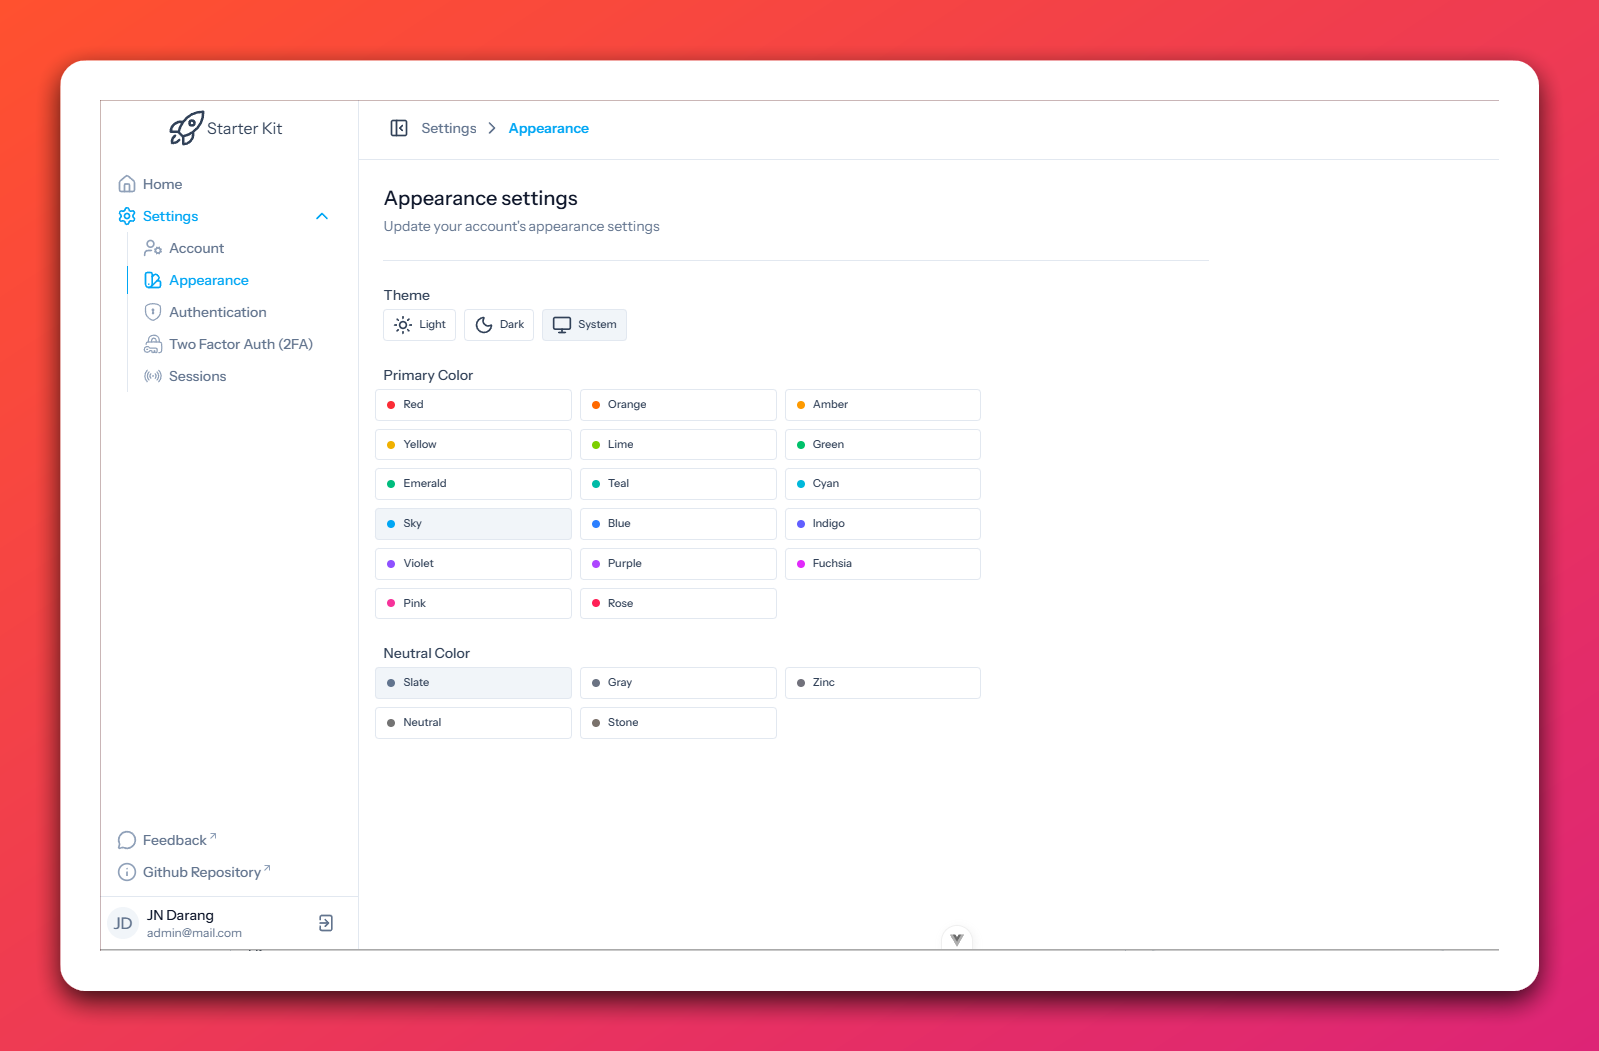 Starter Kit
Home
Settings
Account
Appearance
Authentication
Two Factor Auth (2FA)
Sessions
Feedback
Github Repository
JD
JN Darang
admin@mail.com
Settings > Appearance
Appearance settings
Update your account's appearance settings
Theme
Light Dark System
Primary Color
Red Orange Amber
Yellow Lime Green
Emerald Teal Cyan
Sky Blue Indigo
Violet Purple Fuchsia
Pink Rose
Neutral Color
Slate Gray Zinc
Neutral Stone